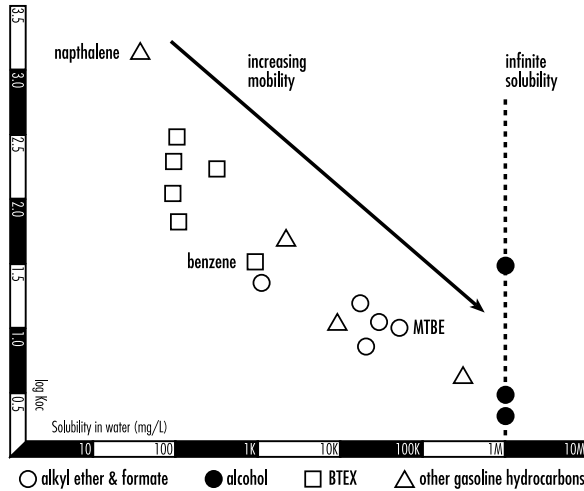 3.5
napthalene
increasing
mobility
infinite
solubility
3.0
2.5
2.0
benzene
1.5
MTBE
1.0
0.5
log Koc
Solubility in water (mg/L)
10 100 1K 10K 100K 1M 10M
alkyl ether & formate alcohol BTEX other gasoline hydrocarbons